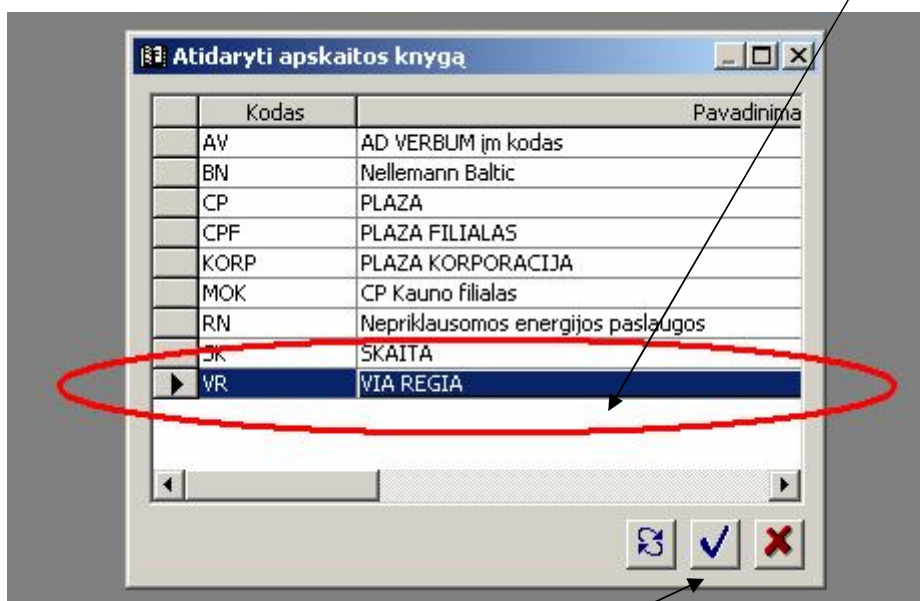 Atidaryti apskaitos knygą
Kodas Pavadinima
AV AD VERBUM įm kodas
BN Nellemann Baltic
CP PLAZA
CPF PLAZA FILIALAS
KORP PLAZA KORPORACIJA
MOK CP Kauno filialas
RN Nepriklausomos energijos paslaugos
SK SKAITA
VR VIA REGIA